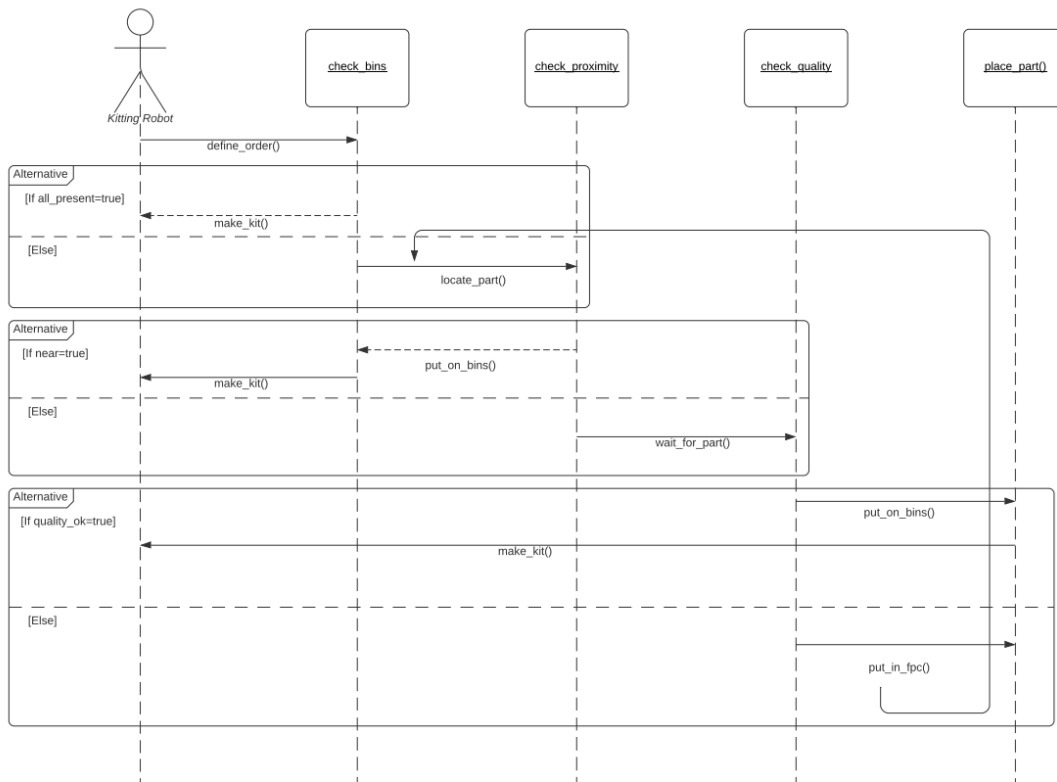 check_bins
check_proximity
check_quality
place_part()
Kitting Robot
define_order()
Alternative
[If all_present=true]
make_kit()
[Else]
locate_part()
Alternative
[If near=true]
put_on_bins()
make_kit()
[Else]
wait_for_part()
Alternative
put_on_bins()
[If quality_ok=true]
make_kit()
[Else]
put_in_fpc()